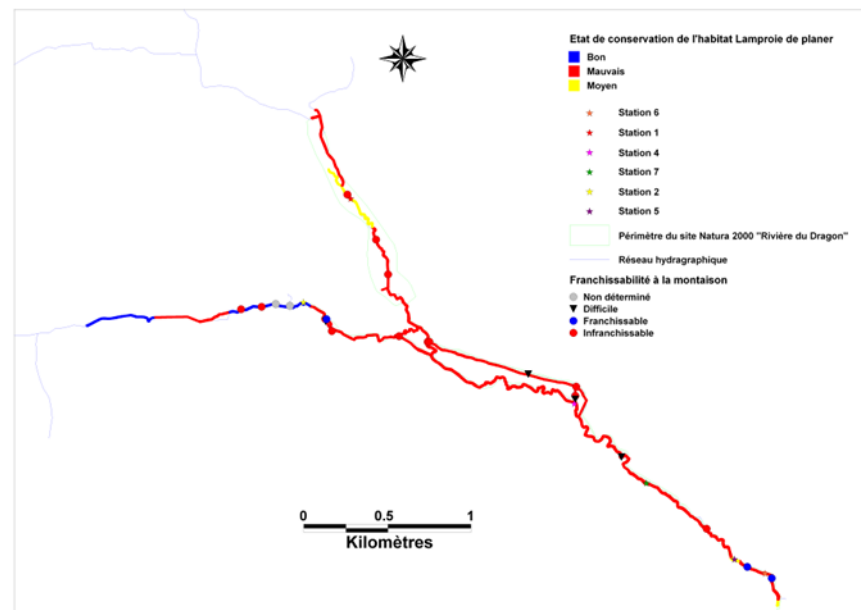 Etat de conservation de l'habitat Lamproie de planer
Bon
Mauvais
Moyen
Station 6
Station 1
Station 4
Station 7
Station 2
Station 5
Périmètre du site Natura 2000 "Rivière du Dragon"
Réseau hydragraphique
Franchissabilité à la montaison
Non déterminé
Difficile
Franchissable
Infranchissable
0 0.5 1
Kilomètres